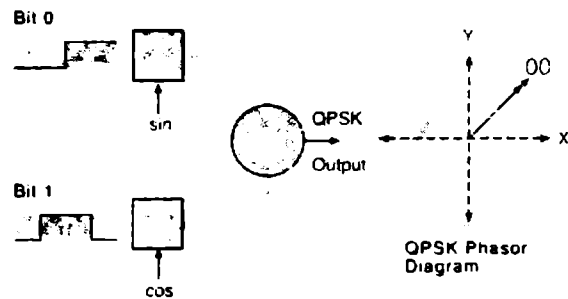 Bit 0
sin
QPSK
Output
Bit 1
cos
Y
00
X
QPSK Phasor
Diagram